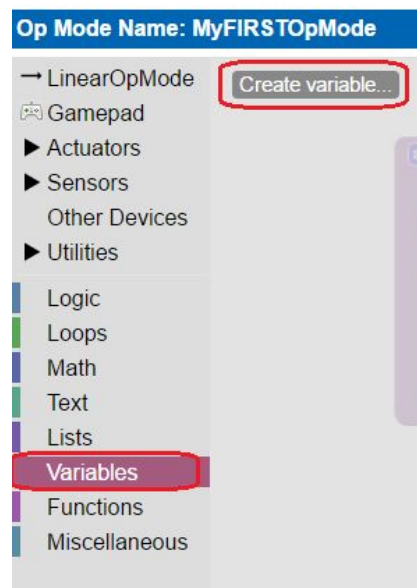 Op Mode Name: MyFIRSTOpMode
LinearOpMode
Create variable...
Gamepad
Actuators
Sensors
Other Devices
Utilities
Logic
Loops
Math
Text
Lists
Variables
Functions
Miscellaneous